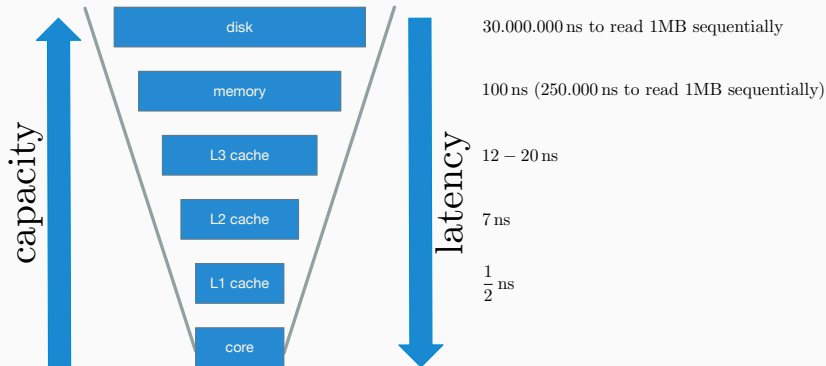 disk
30.000.000 ns to read 1MB sequentially
memory
100 ns (250.000 ns to read 1MB sequentially)
L3 cache
12 − 20 ns
L2 cache
7 ns
L1 cache
1/2 ns
core
capacity
latency